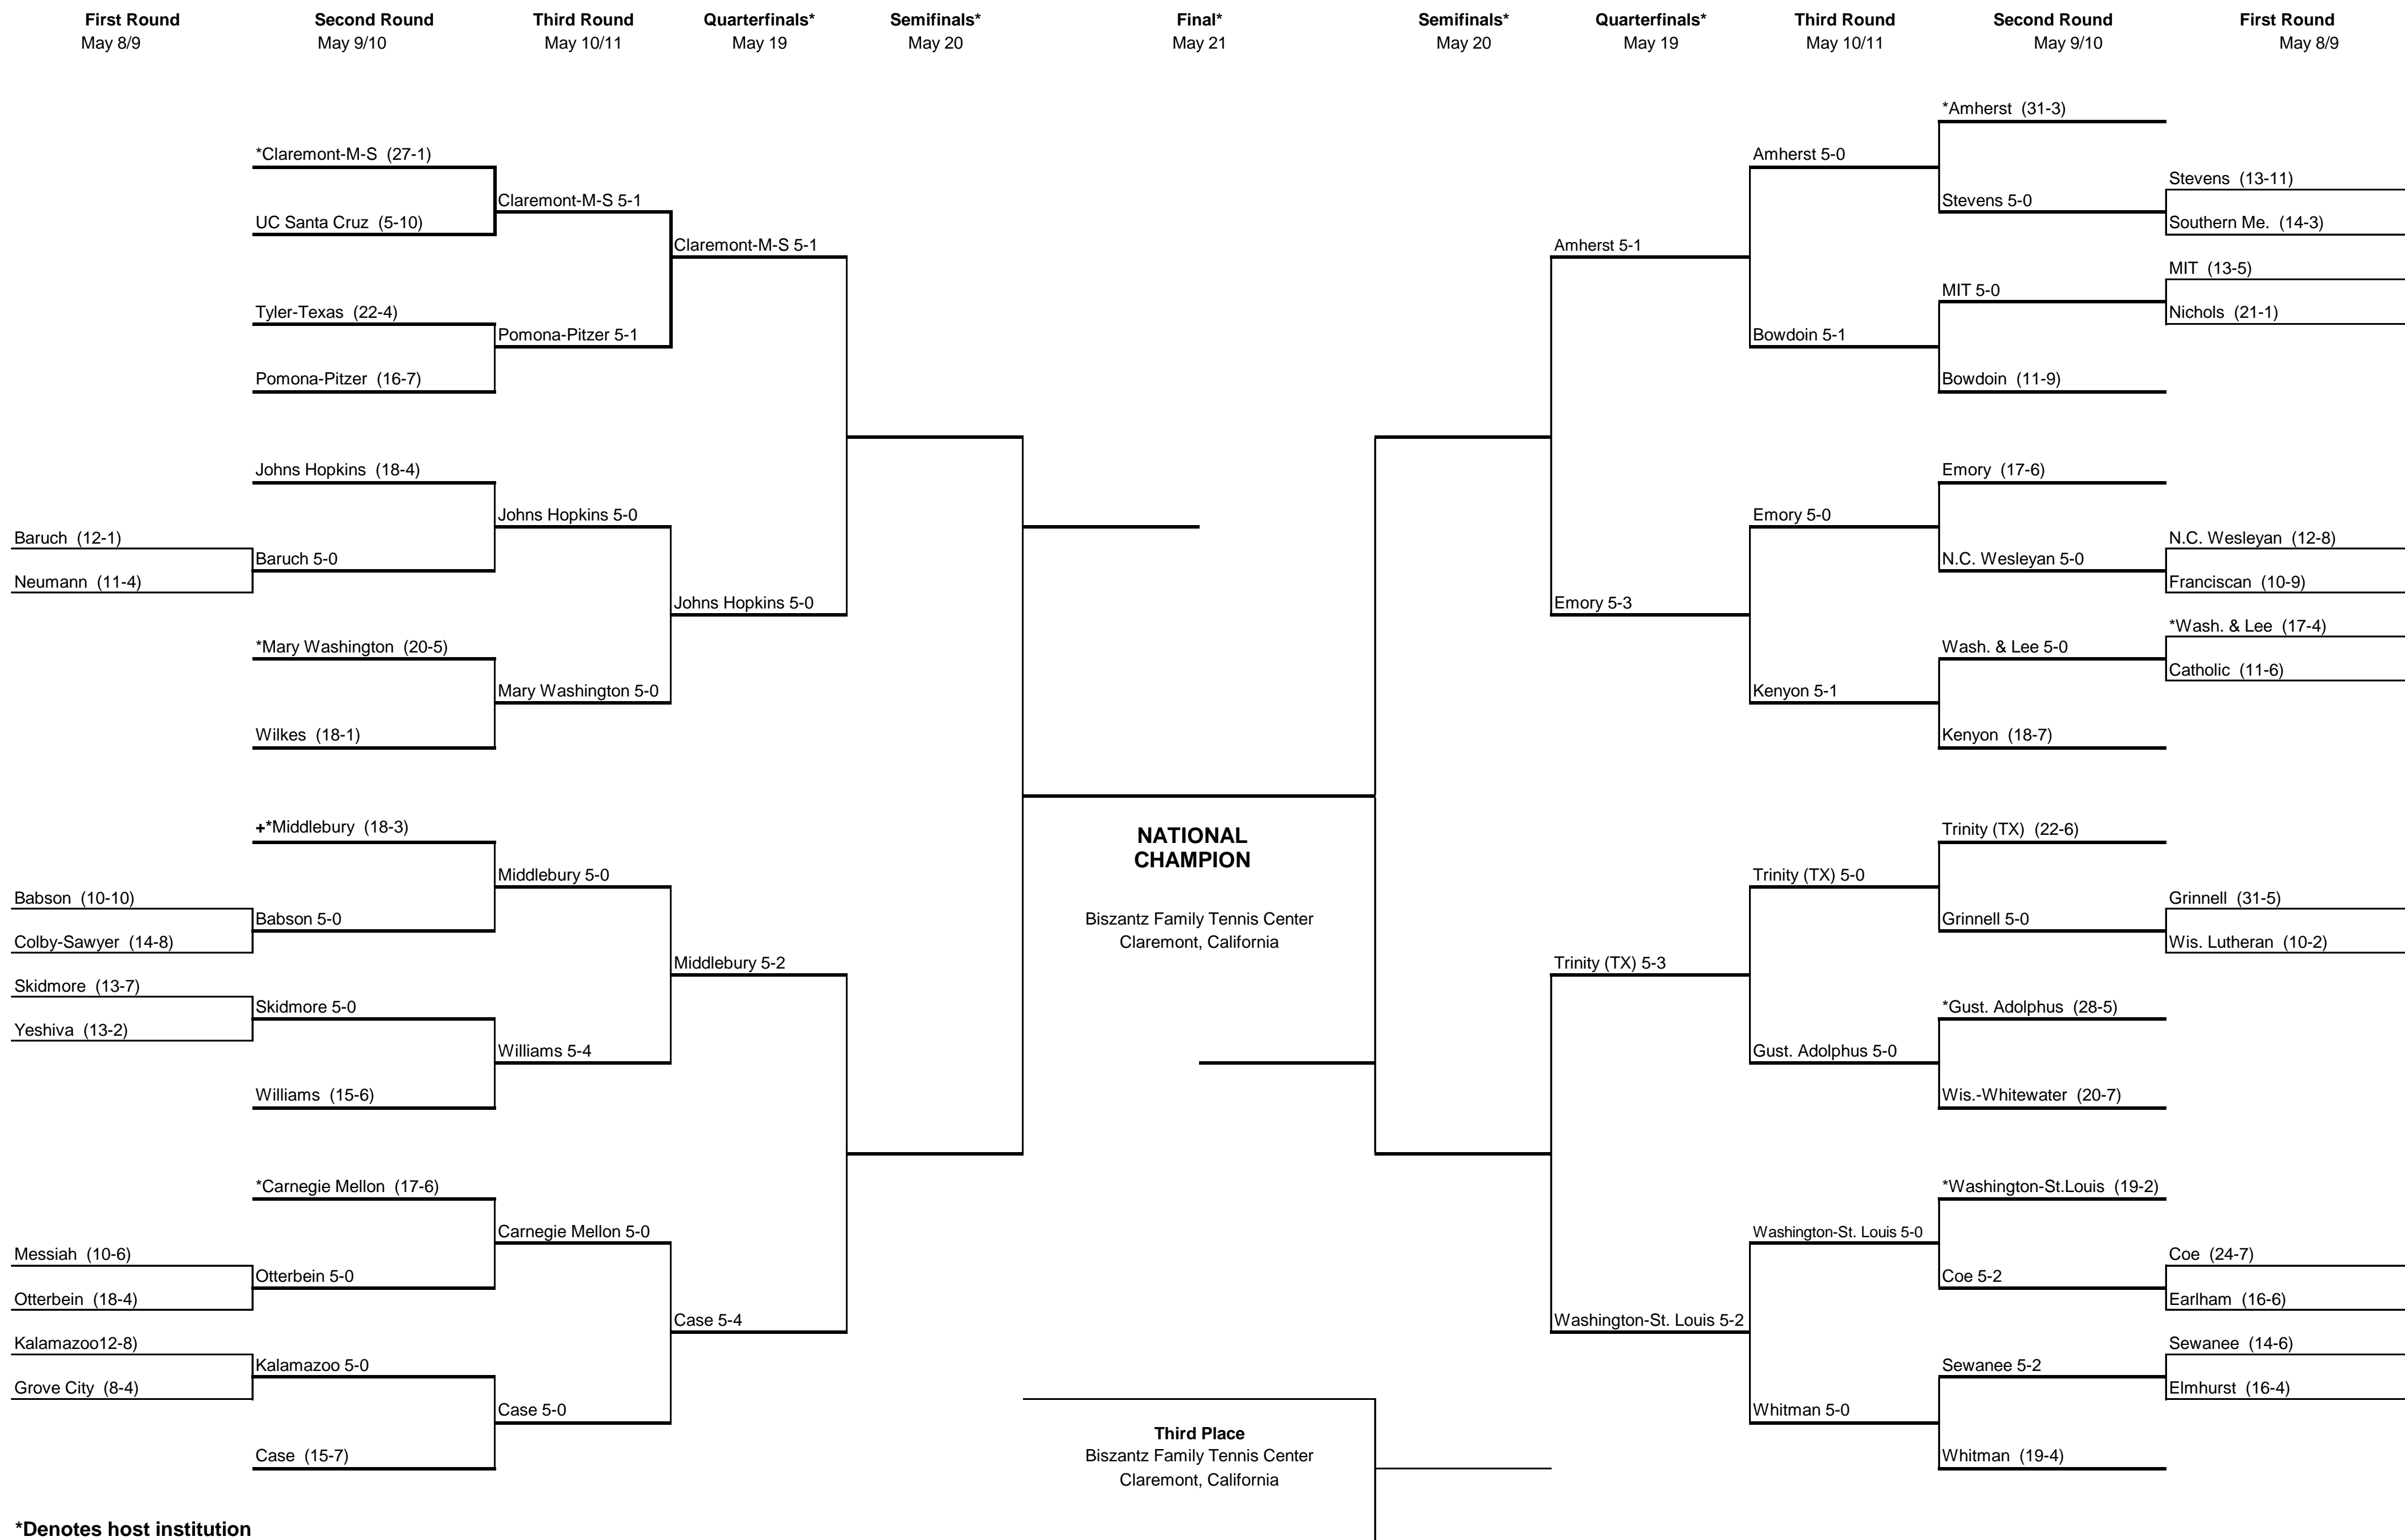 First Round
May 8/9
Second Round
May 9/10
Third Round
May 10/11
Quarterfinals*
May 19
Semifinals*
May 20
Final*
May 21
Semifinals*
May 20
Quarterfinals*
May 19
Third Round
May 10/11
Second Round
May 9/10
First Round
May 8/9
Baruch (12-1)
Neumann (11-4)
Babson (10-10)
Colby-Sawyer (14-8)
Skidmore (13-7)
Yeshiva (13-2)
Messiah (10-6)
Otterbein (18-4)
Kalamazoo12-8)
Grove City (8-4)
*Claremont-M-S (27-1)
UC Santa Cruz (5-10)
Tyler-Texas (22-4)
Pomona-Pitzer (16-7)
Johns Hopkins (18-4)
Baruch 5-0
*Mary Washington (20-5)
Wilkes (18-1)
+*Middlebury (18-3)
Babson 5-0
Skidmore 5-0
Williams (15-6)
*Carnegie Mellon (17-6)
Otterbein 5-0
Kalamazoo 5-0
Case (15-7)
Claremont-M-S 5-1
Pomona-Pitzer 5-1
Johns Hopkins 5-0
Mary Washington 5-0
Middlebury 5-0
Williams 5-4
Carnegie Mellon 5-0
Case 5-0
Claremont-M-S 5-1
Johns Hopkins 5-0
Middlebury 5-2
Case 5-4
NATIONAL
CHAMPION
Biszantz Family Tennis Center
Claremont, California
Third Place
Biszantz Family Tennis Center
Claremont, California
Amherst 5-1
Emory 5-3
Trinity (TX) 5-3
Washington-St. Louis 5-2
Amherst 5-0
Bowdoin 5-1
Emory 5-0
Kenyon 5-1
Trinity (TX) 5-0
Gust. Adolphus 5-0
Washington-St. Louis 5-0
Whitman 5-0
*Amherst (31-3)
Stevens 5-0
MIT 5-0
Bowdoin (11-9)
Emory (17-6)
N.C. Wesleyan 5-0
Wash. & Lee 5-0
Kenyon (18-7)
Trinity (TX) (22-6)
Grinnell 5-0
*Gust. Adolphus (28-5)
Wis.-Whitewater (20-7)
*Washington-St.Louis (19-2)
Coe 5-2
Sewanee 5-2
Whitman (19-4)
Stevens (13-11)
Southern Me. (14-3)
MIT (13-5)
Nichols (21-1)
N.C. Wesleyan (12-8)
Franciscan (10-9)
*Wash. & Lee (17-4)
Catholic (11-6)
Grinnell (31-5)
Wis. Lutheran (10-2)
Coe (24-7)
Earlham (16-6)
Sewanee (14-6)
Elmhurst (16-4)
*Denotes host institution